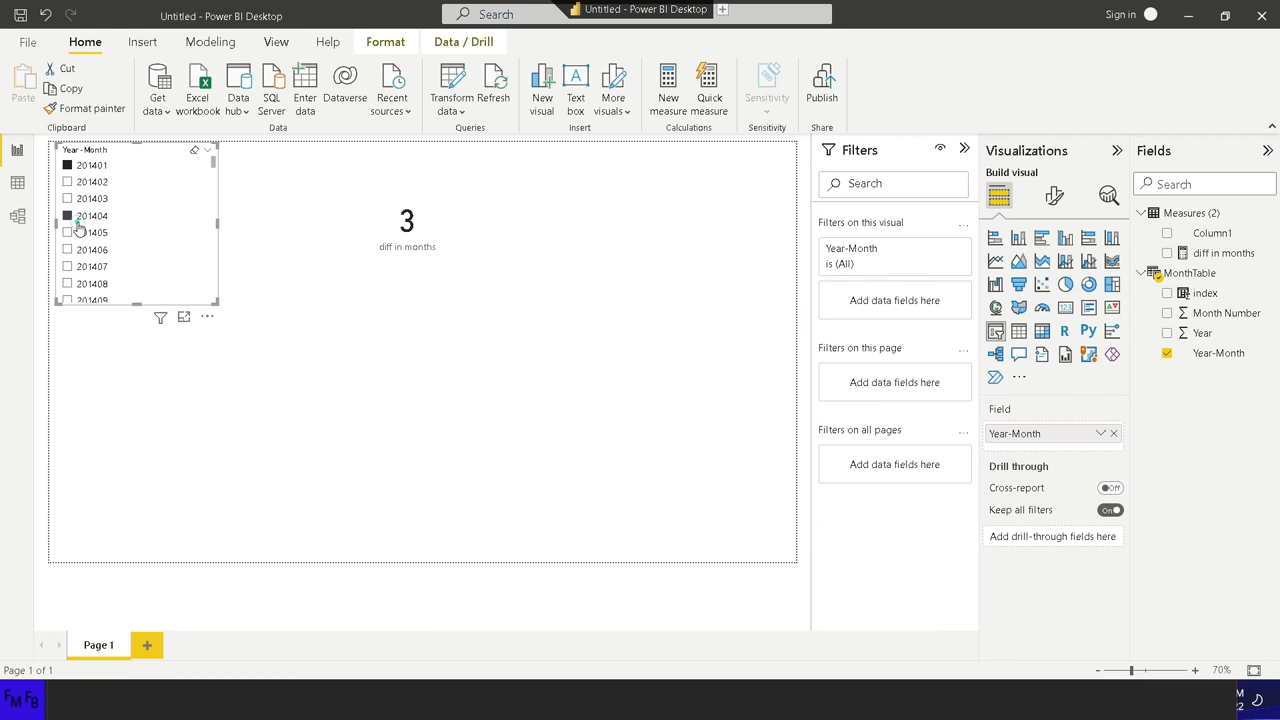 Untitled - Power BI Desktop
Search
Untitled - Power BI Desktop
Sign in
File
Home
Insert
Modeling
View
Help
Format
Data / Drill
Paste
Cut
Copy
Format painter
Clipboard
Get data
Excel workbook
Data hub
SQL Server
Enter data
Dataverse
Recent sources
Data
Transform data
Refresh
Queries
New visual
Text box
More visuals
Insert
New measure
Quick measure
Calculations
Sensitivity
Sensitivity
Publish
Share
Year-Month
201401
201402
201403
201404
201405
201406
201407
201408
201409
3
diff in months
Filters
Search
Filters on this visual
...
Year-Month
is (All)
Add data fields here
Filters on this page
...
Add data fields here
Filters on all pages
...
Add data fields here
Visualizations
Build visual
R
Py
Field
Year-Month
Drill through
Cross-report
Off
Keep all filters
On
Add drill-through fields here
Fields
Search
Measures (2)
Column1
diff in months
MonthTable
index
Month Number
Year
Year-Month
Page 1
Page 1 of 1
70%
FM FB
M
2